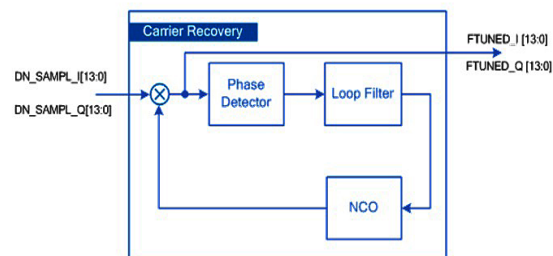 Carrier Recovery
FTUNED_I [13:0]
FTUNED_Q [13:0]
DN_SAMPL_I[13:0]
DN_SAMPL_Q[13:0]
Phase
Detector
Loop Filter
NCO